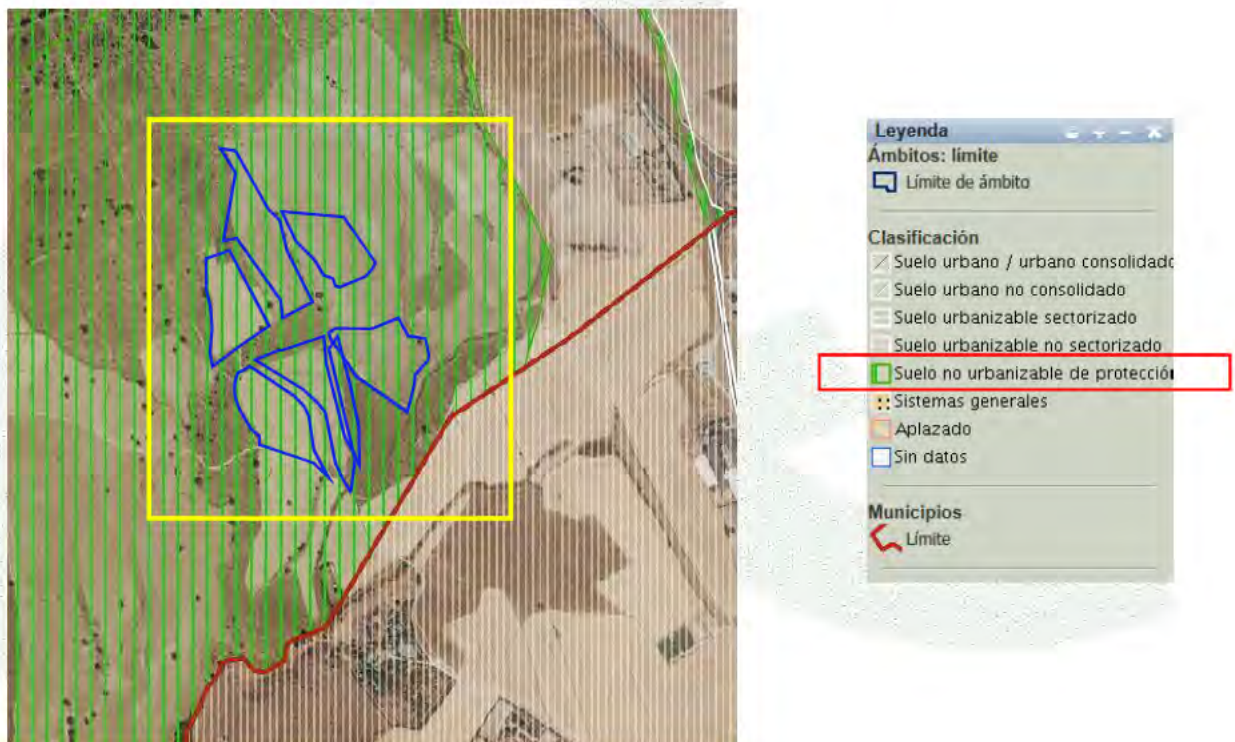 Leyenda
Ámbitos: límite
Límite de ámbito
Clasificación
Suelo urbano / urbano consolidado
Suelo urbano no consolidado
Suelo urbanizable sectorizado
Suelo urbanizable no sectorizado
Suelo no urbanizable de protección
Sistemas generales
Aplazado
Sin datos
Municipios
Límite